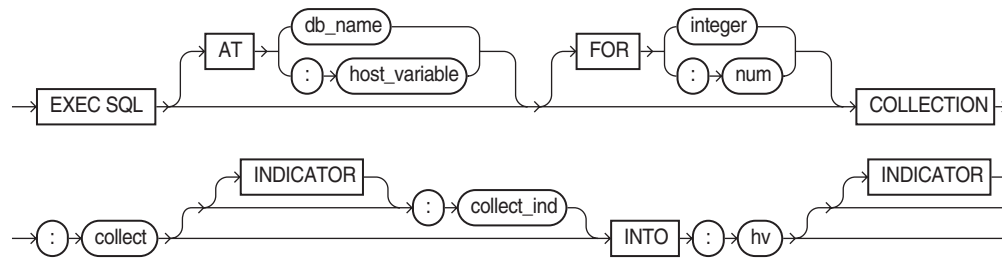 AT db_name FOR integer
: host_variable : num
EXEC SQL COLLECTION
INDICATOR INDICATOR
: collect_ind
: collect INTO : hv